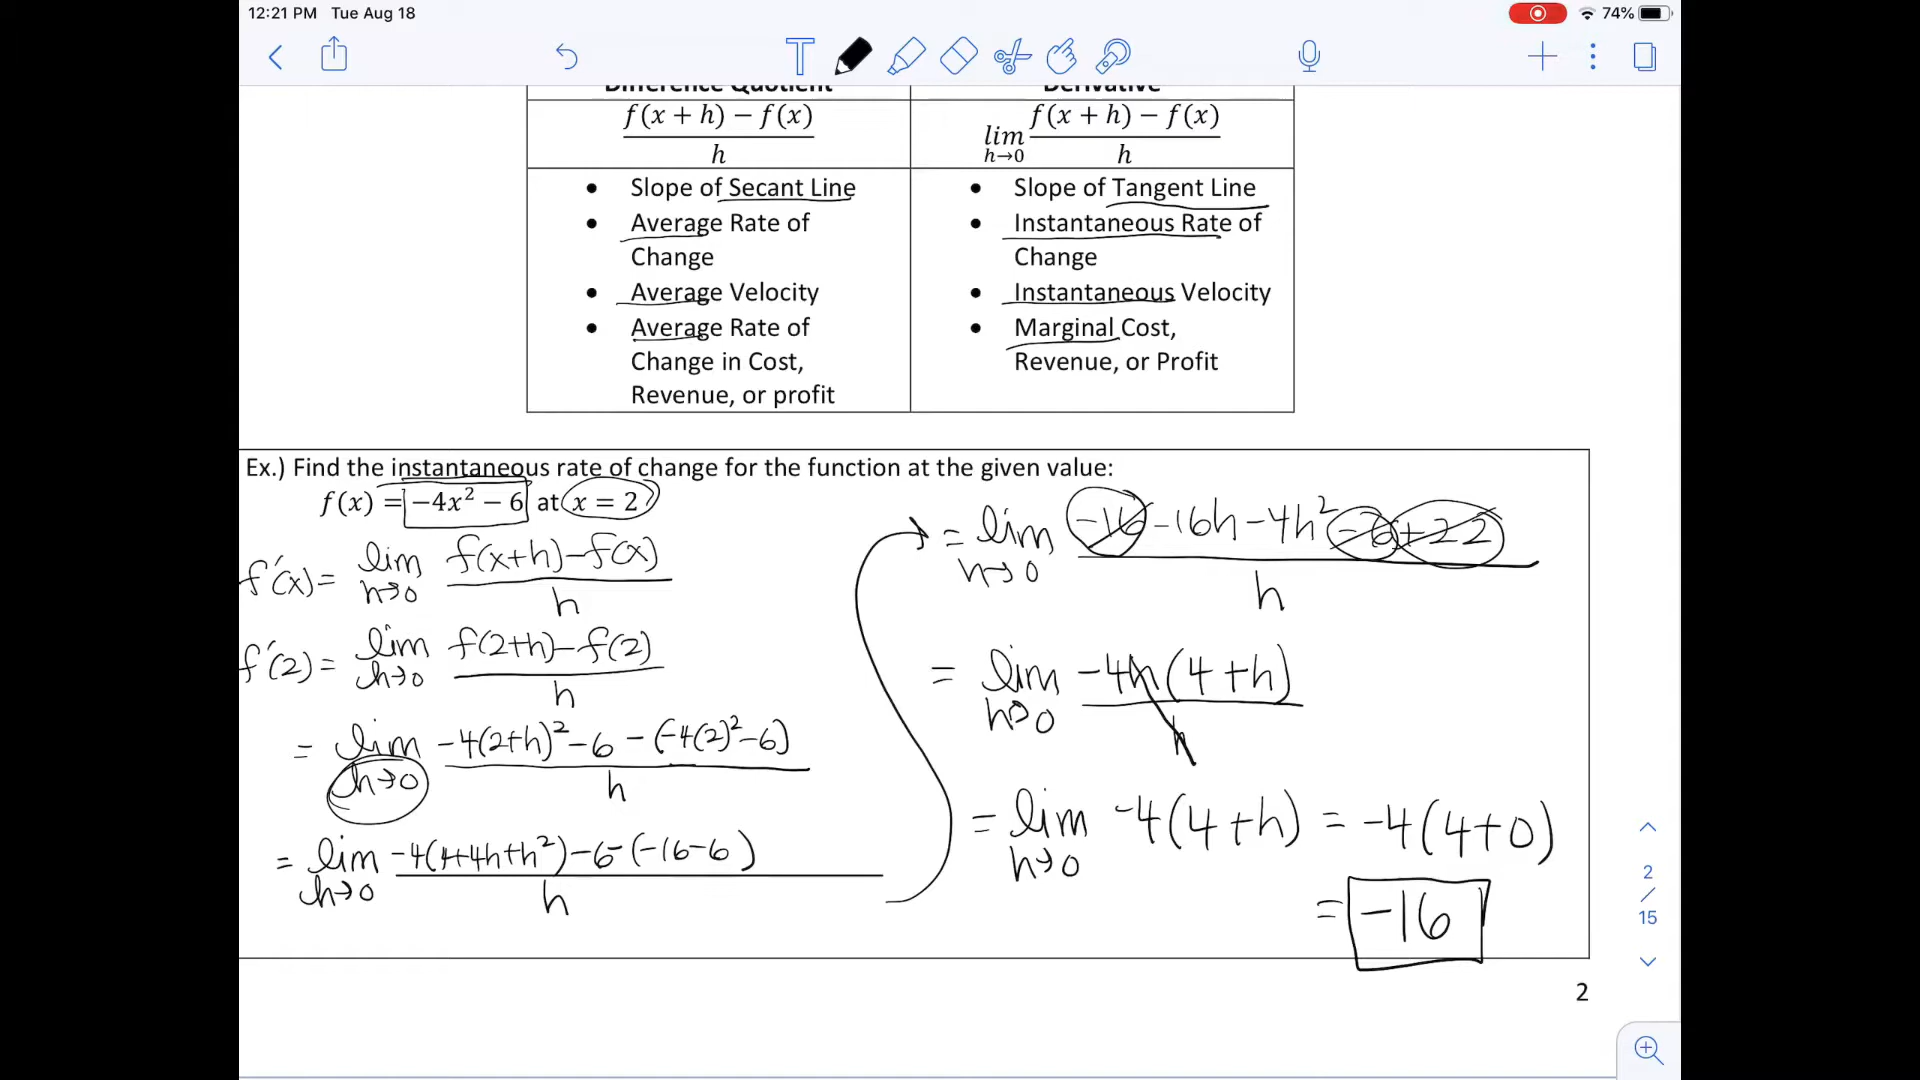 12:21 PM Tue Aug 18
74%
Difference Quotient
Derivative
f(x + h) − f(x)
h
lim
h→0
f(x + h) − f(x)
h
• Slope of Secant Line
• Average Rate of
Change
• Average Velocity
• Average Rate of
Change in Cost,
Revenue, or profit
• Slope of Tangent Line
• Instantaneous Rate of
Change
• Instantaneous Velocity
• Marginal Cost,
Revenue, or Profit
Ex.) Find the instantaneous rate of change for the function at the given value:
f(x) = −4x² − 6 at x = 2
f'(x) = lim h→0 f(x+h)−f(x) / h
f'(2) = lim h→0 f(2+h)−f(2) / h
= lim h→0 −4(2+h)²−6 − (−4(2)²−6) / h
= lim h→0 −4(4+4h+h²)−6−(−16−6) / h
= lim h→0 −16−16h−4h²−6+22 / h
= lim h→0 −4h(4+h) / h
= lim h→0 −4(4+h) = −4(4+0)
= −16
2
/
15
2